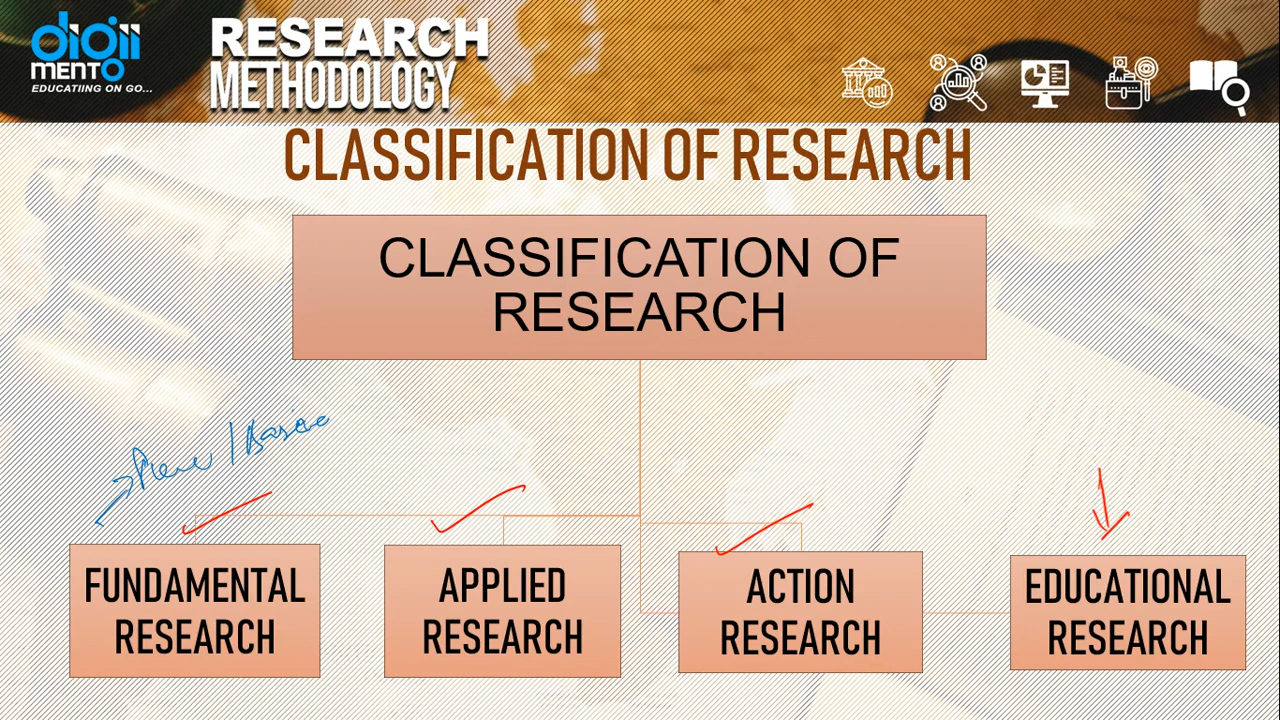 digii
MENTO
EDUCATIING ON GO...
RESEARCH
METHODOLOGY
CLASSIFICATION OF RESEARCH
CLASSIFICATION OF
RESEARCH
/Basic
FUNDAMENTAL
RESEARCH
APPLIED
RESEARCH
ACTION
RESEARCH
EDUCATIONAL
RESEARCH